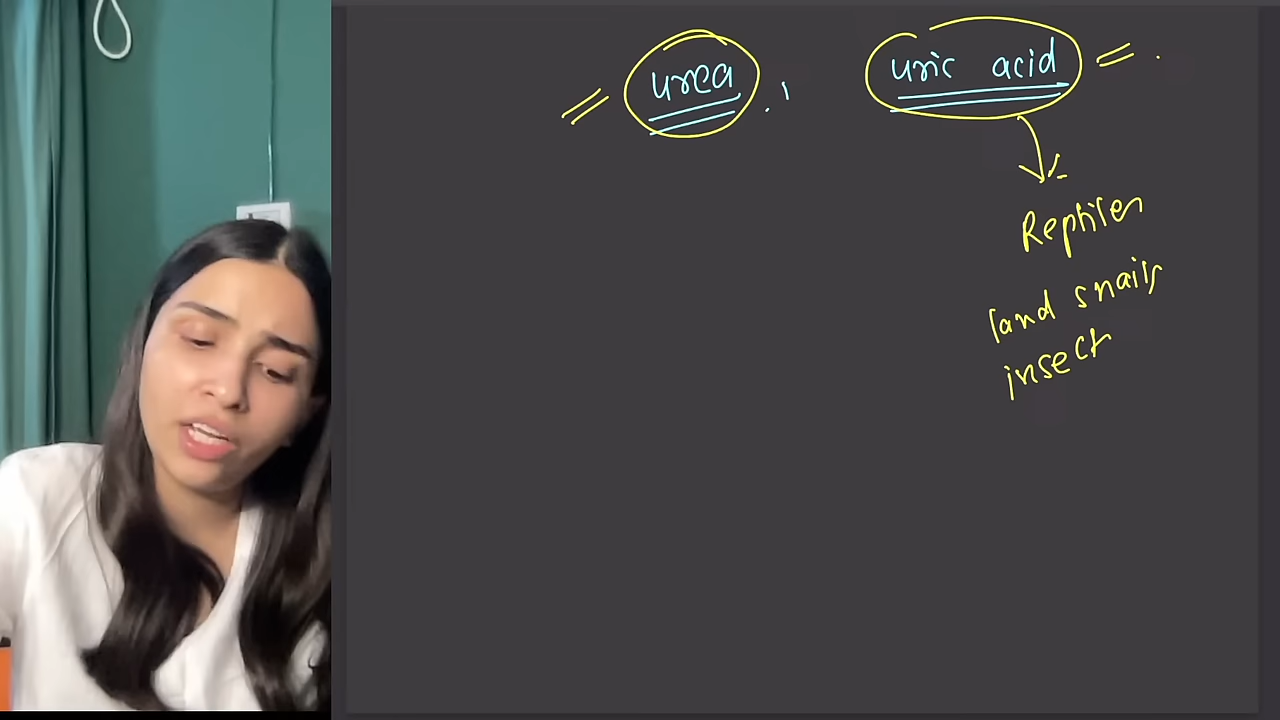 = urea . uric acid = .
Reptiles
land snails
insect